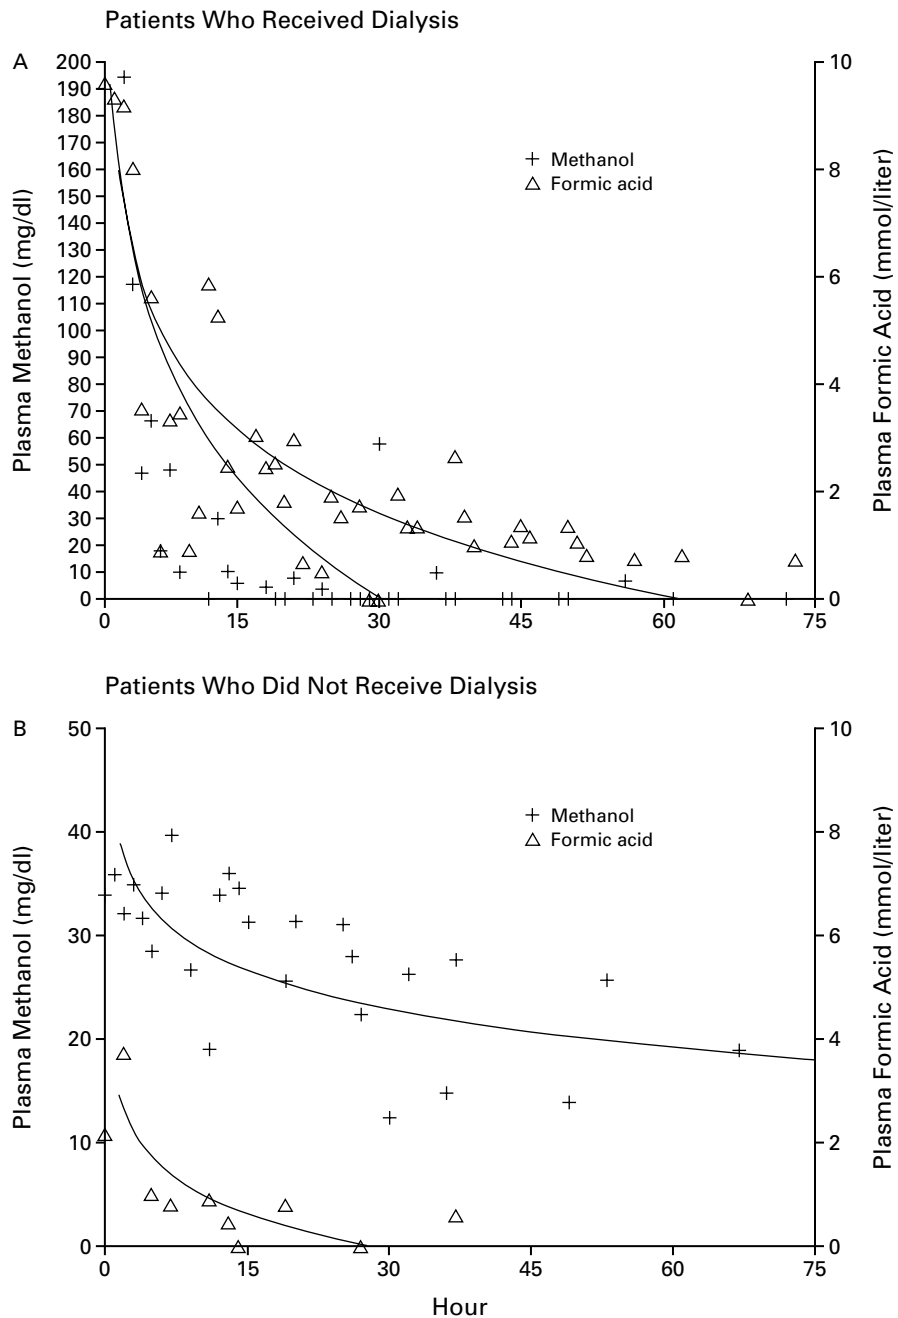 Patients Who Received Dialysis
A
200
190
180
170
160
150
140
130
120
110
100
90
80
70
60
50
40
30
20
10
0
Plasma Methanol (mg/dl)
10
8
6
4
2
0
Plasma Formic Acid (mmol/liter)
Methanol
Formic acid
0 15 30 45 60 75
Patients Who Did Not Receive Dialysis
B
50
40
30
20
10
0
Plasma Methanol (mg/dl)
10
8
6
4
2
0
Plasma Formic Acid (mmol/liter)
Methanol
Formic acid
0 15 30 45 60 75
Hour